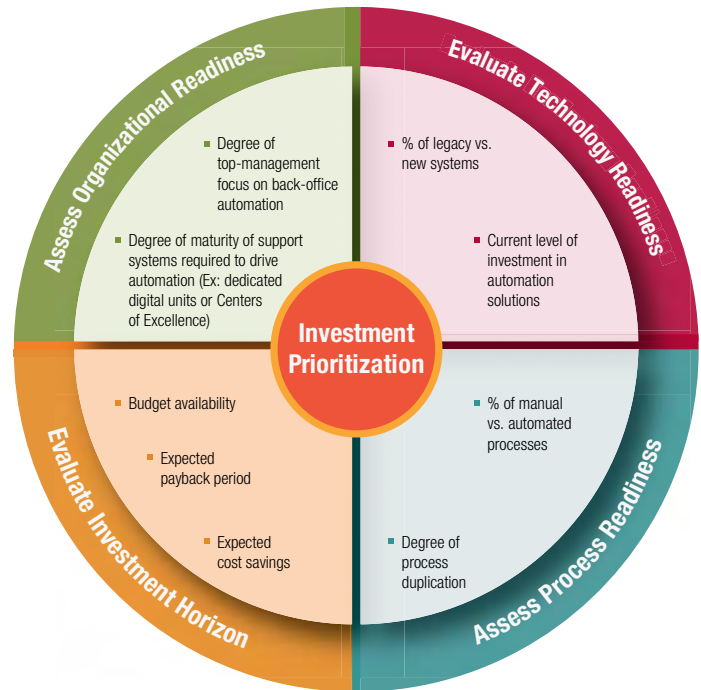 Assess Organizational Readiness
Degree of
top-management
focus on back-office
automation
Degree of maturity of support
systems required to drive
automation (Ex: dedicated
digital units or Centers
of Excellence)
Evaluate Technology Readiness
% of legacy vs.
new systems
Current level of
investment in
automation
solutions
Investment
Prioritization
Evaluate Investment Horizon
Budget availability
Expected
payback period
Expected
cost savings
Assess Process Readiness
% of manual
vs. automated
processes
Degree of
process
duplication